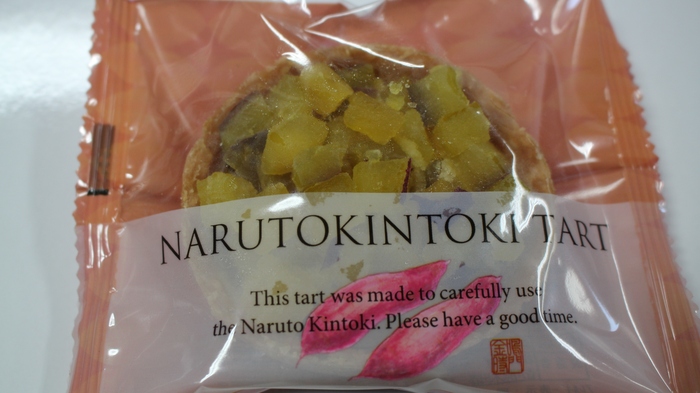 NARUTOKINTOKI TART
This tart was made to carefully use
the Naruto Kintoki. Please have a good time.